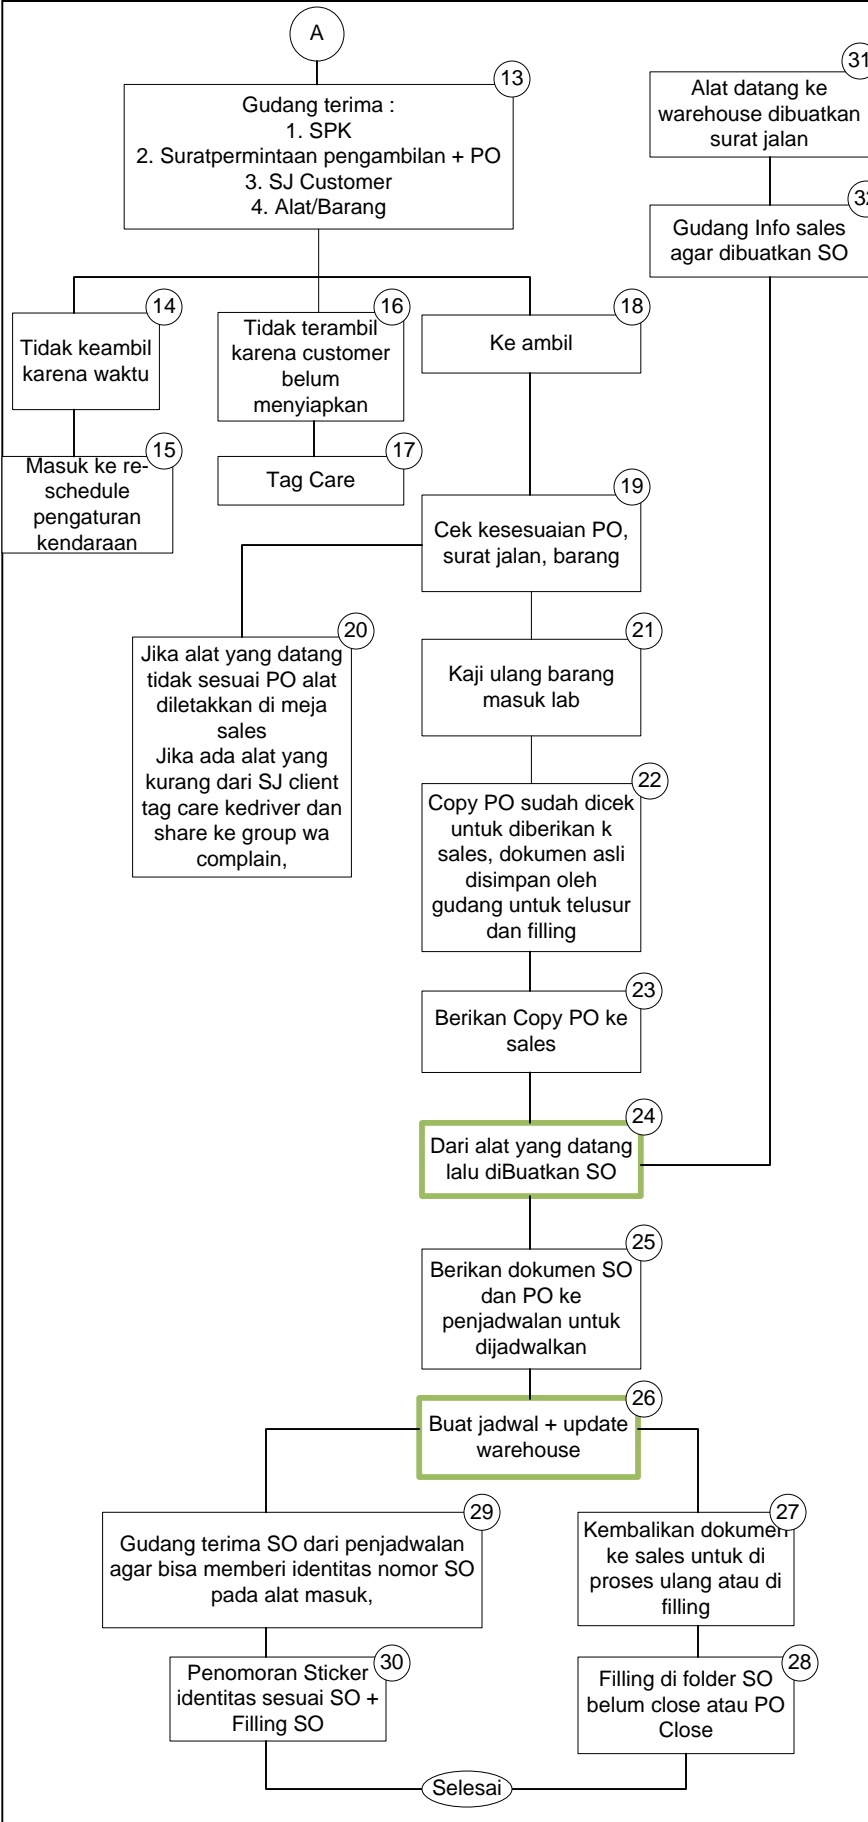 A
13
Gudang terima :
1. SPK
2. Suratpermintaan pengambilan + PO
3. SJ Customer
4. Alat/Barang
31
Alat datang ke
warehouse dibuatkan
surat jalan
32
Gudang Info sales
agar dibuatkan SO
14
Tidak keambil
karena waktu
16
Tidak terambil
karena customer
belum
menyiapkan
18
Ke ambil
15
Masuk ke re-
schedule
pengaturan
kendaraan
17
Tag Care
19
Cek kesesuaian PO,
surat jalan, barang
20
Jika alat yang datang
tidak sesuai PO alat
diletakkan di meja
sales
Jika ada alat yang
kurang dari SJ client
tag care kedriver dan
share ke group wa
complain,
21
Kaji ulang barang
masuk lab
22
Copy PO sudah dicek
untuk diberikan k
sales, dokumen asli
disimpan oleh
gudang untuk telusur
dan filling
23
Berikan Copy PO ke
sales
24
Dari alat yang datang
lalu diBuatkan SO
25
Berikan dokumen SO
dan PO ke
penjadwalan untuk
dijadwalkan
26
Buat jadwal + update
warehouse
29
Gudang terima SO dari penjadwalan
agar bisa memberi identitas nomor SO
pada alat masuk,
27
Kembalikan dokumen
ke sales untuk di
proses ulang atau di
filling
30
Penomoran Sticker
identitas sesuai SO +
Filling SO
28
Filling di folder SO
belum close atau PO
Close
Selesai